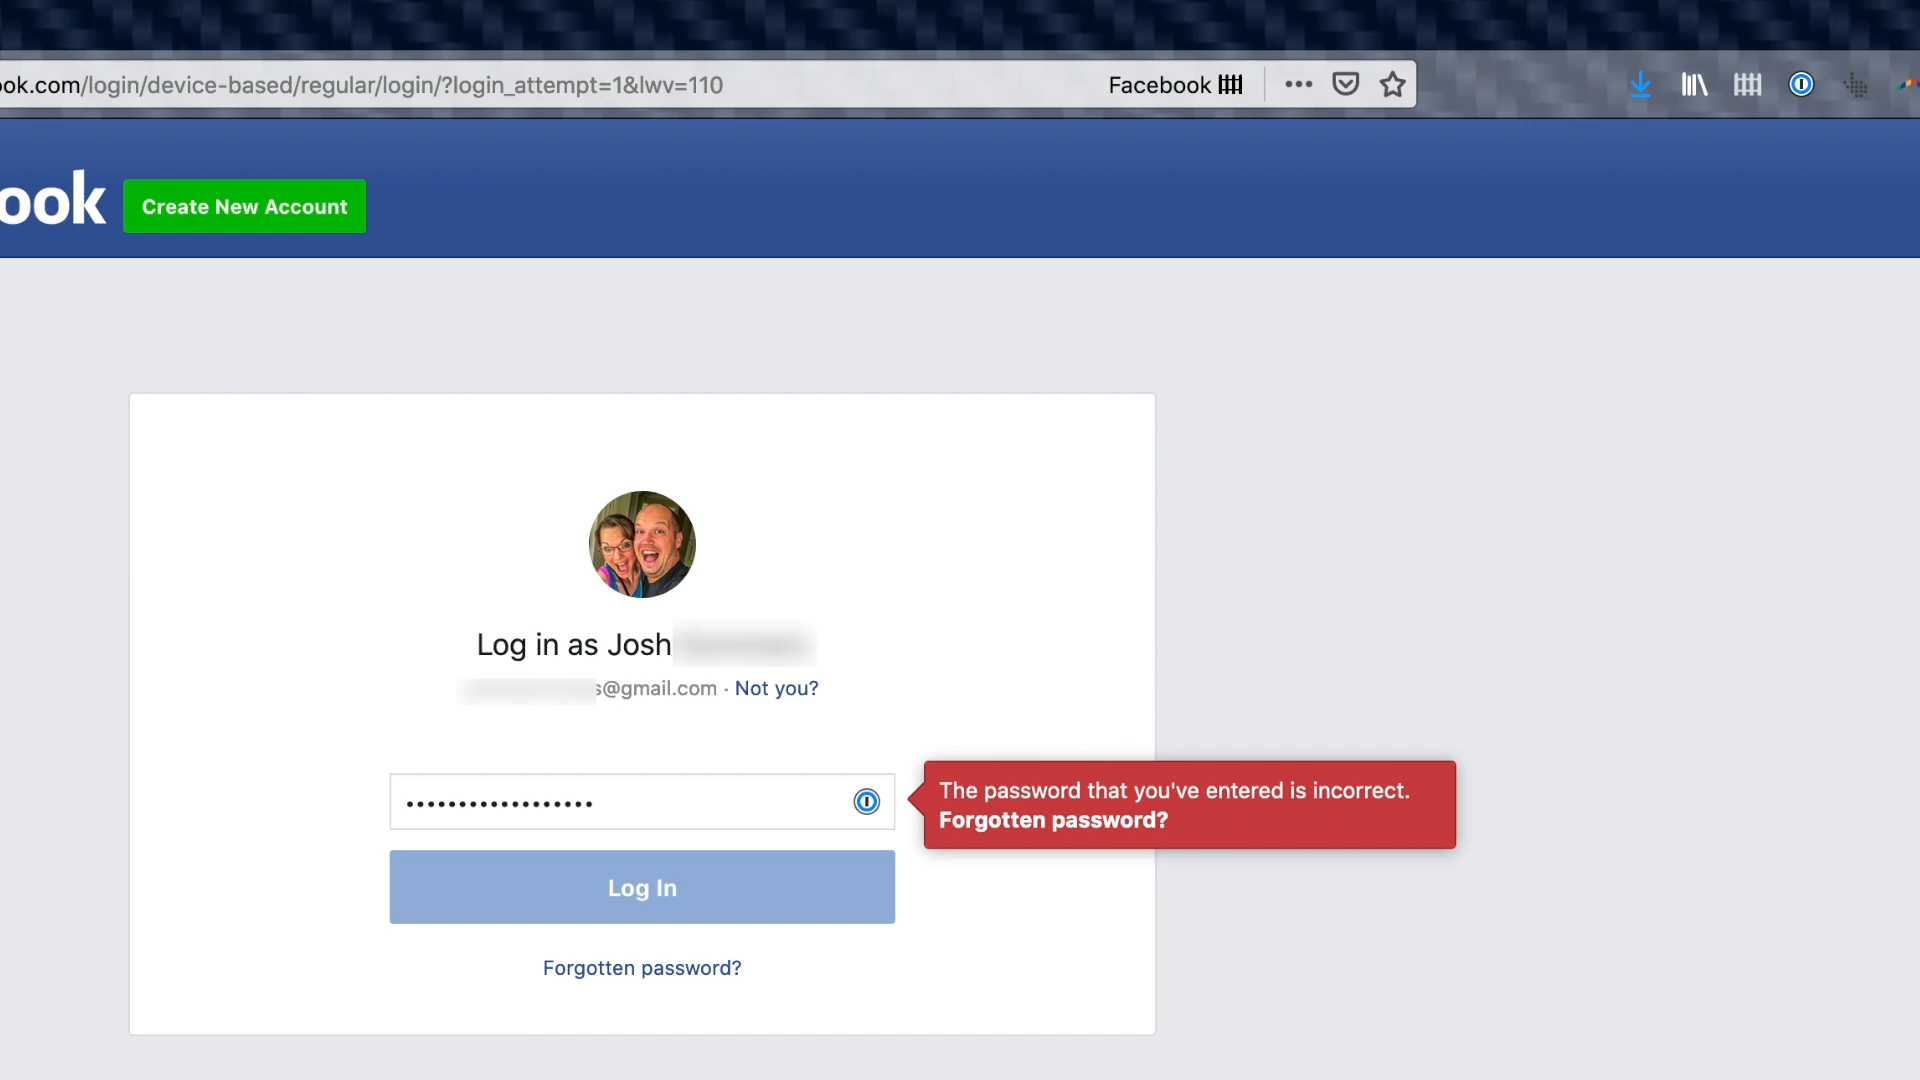 ok.com/login/device-based/regular/login/?login_attempt=1&lwv=110
Facebook
ook
Create New Account
Log in as Josh
s@gmail.com · Not you?
••••••••••••••••••
The password that you've entered is incorrect.
Forgotten password?
Log In
Forgotten password?